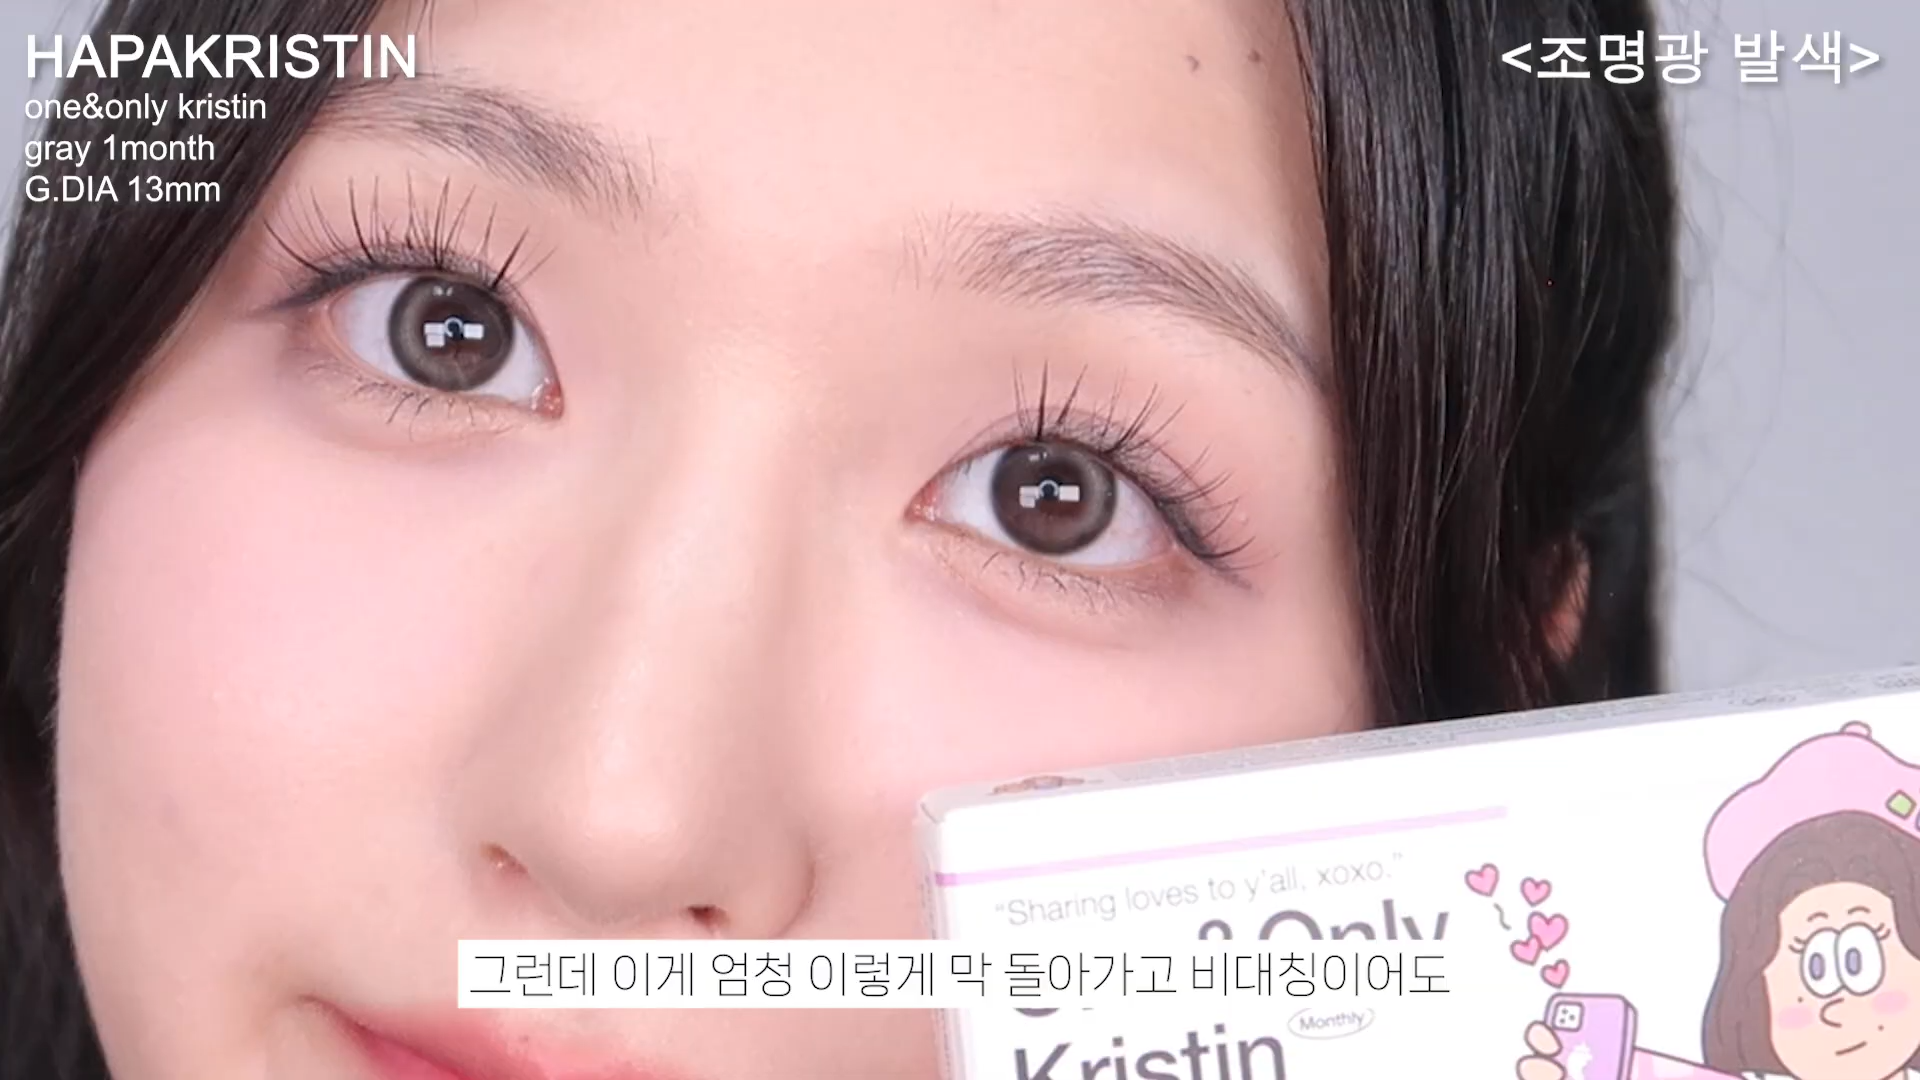 HAPAKRISTIN
one&only kristin
gray 1month
G.DIA 13mm
<조명광 발색>
"Sharing loves to y'all, xoxo."
& Only
그런데 이게 엄청 이렇게 막 돌아가고 비대칭이어도
Monthly
Kristin